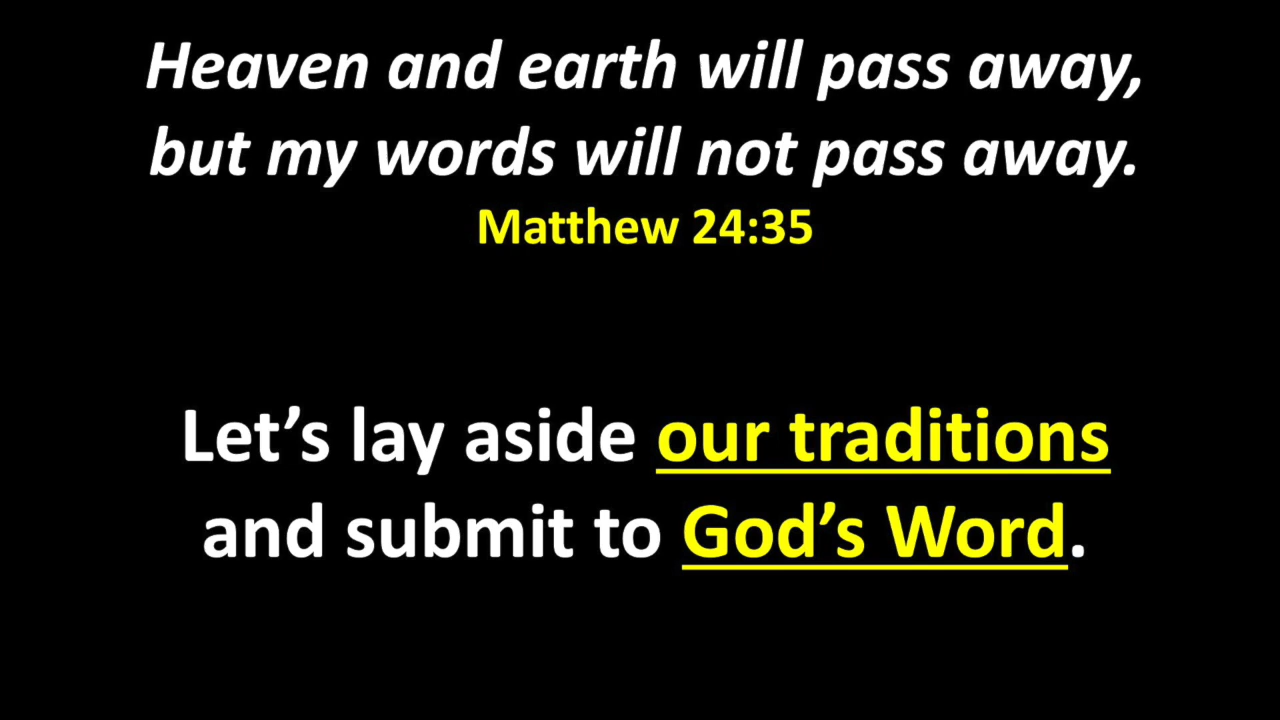 Heaven and earth will pass away,
but my words will not pass away.
Matthew 24:35
Let’s lay aside our traditions
and submit to God’s Word.